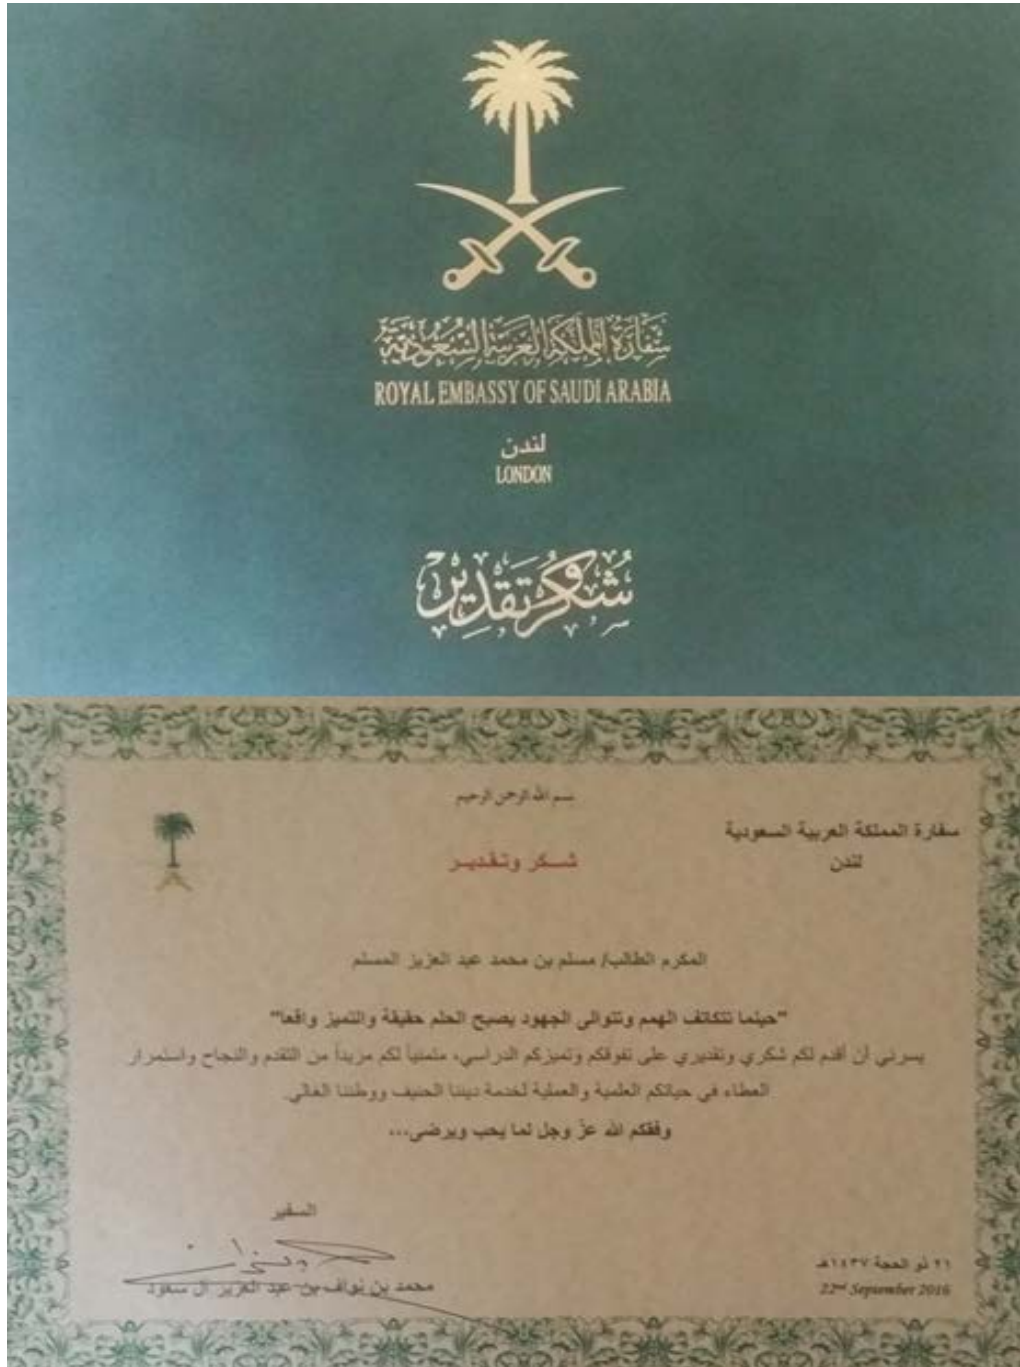 سفارة المملكة العربية السعودية
ROYAL EMBASSY OF SAUDI ARABIA
لندن
LONDON
شكر وتقدير
بسم الله الرحمن الرحيم
سفارة المملكة العربية السعودية
لندن
شكر وتقدير
المكرم الطالب/ مسلم بن محمد عبد العزيز المسلم
"حينما تتكاتف الهمم وتتوالى الجهود يصبح الحلم حقيقة والتميز واقعا"
يسرني أن أقدم لكم شكري وتقديري على تفوقكم وتميزكم الدراسي، متمنياً لكم مزيداً من التقدم والنجاح واستمرار
العطاء في حياتكم العلمية والعملية لخدمة ديننا الحنيف ووطننا الغالي.
وفقكم الله عزّ وجل لما يحب ويرضى...
السفير
محمد بن نواف بن عبد العزيز آل سعود
٢١ ذو الحجة ١٤٣٧هـ
22nd September 2016